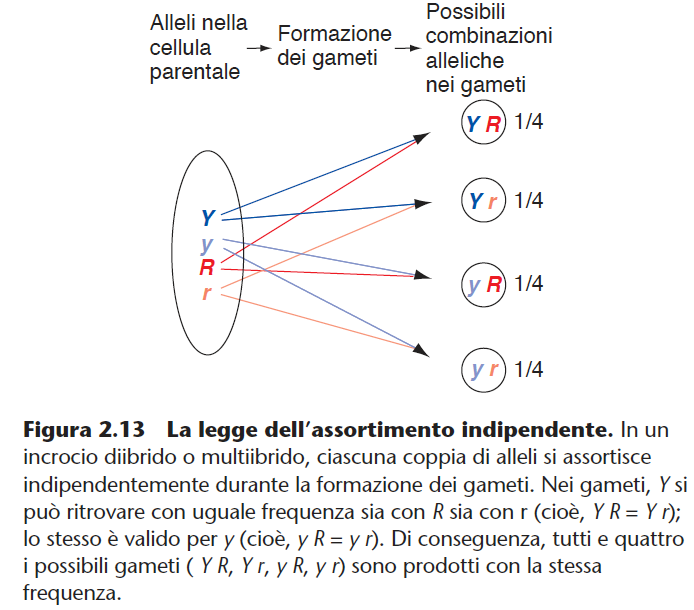 Alleli nella
cellula
parentale
Formazione
dei gameti
Possibili
combinazioni
alleliche
nei gameti
Y R 1/4
Y
y
R
r
Y r 1/4
y R 1/4
y r 1/4
Figura 2.13 La legge dell'assortimento indipendente. In un
incrocio diibrido o multiibrido, ciascuna coppia di alleli si assortisce
indipendentemente durante la formazione dei gameti. Nei gameti, Y si
può ritrovare con uguale frequenza sia con R sia con r (cioè, Y R = Y r);
lo stesso è valido per y (cioè, y R = y r). Di conseguenza, tutti e quattro
i possibili gameti ( Y R, Y r, y R, y r) sono prodotti con la stessa
frequenza.